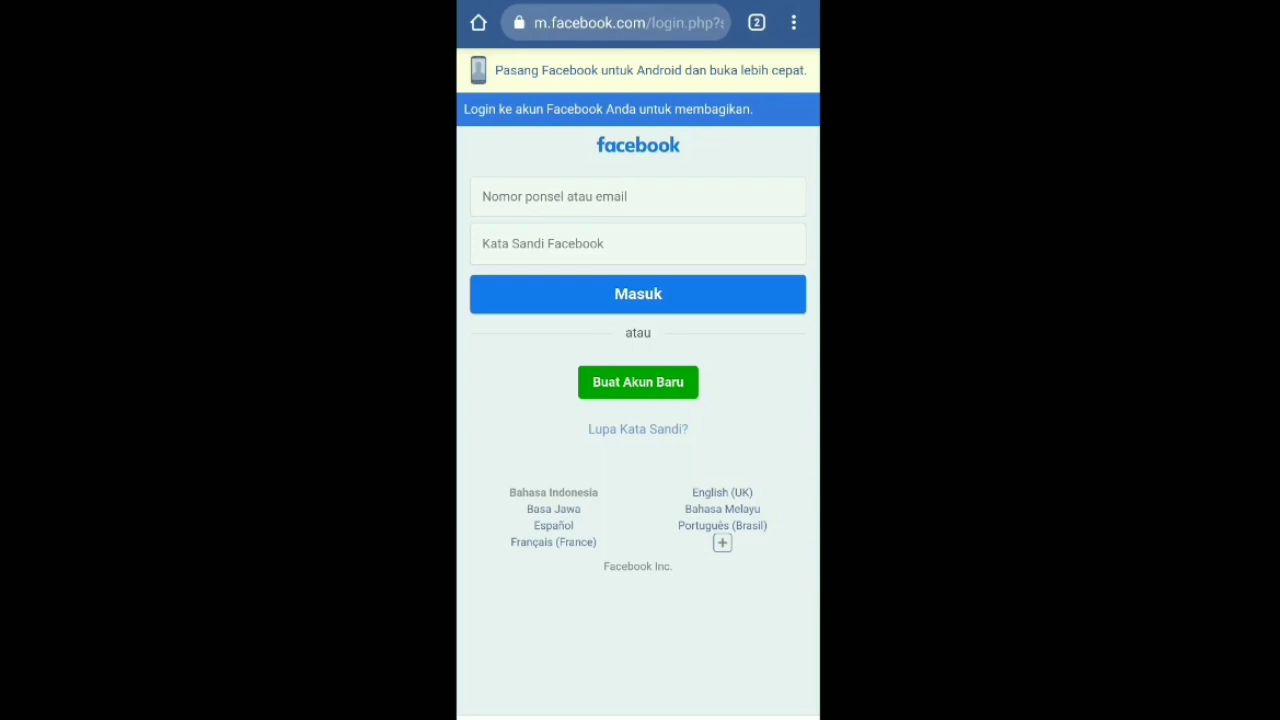 m.facebook.com/login.php?s
2
Pasang Facebook untuk Android dan buka lebih cepat.
Login ke akun Facebook Anda untuk membagikan.
facebook
Nomor ponsel atau email
Kata Sandi Facebook
Masuk
atau
Buat Akun Baru
Lupa Kata Sandi?
Bahasa Indonesia
English (UK)
Basa Jawa
Bahasa Melayu
Español
Português (Brasil)
Français (France)
+
Facebook Inc.